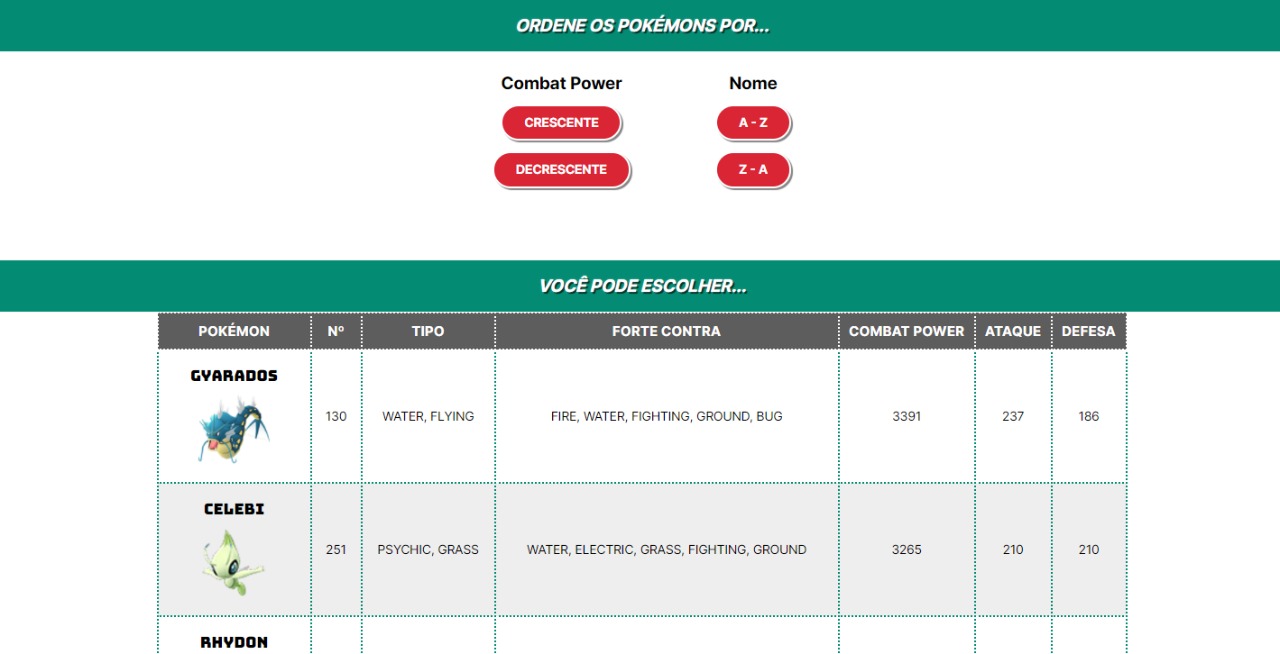 ORDENE OS POKÉMONS POR...
Combat Power Nome
CRESCENTE A - Z
DECRESCENTE Z - A
VOCÊ PODE ESCOLHER...
POKÉMON Nº TIPO FORTE CONTRA COMBAT POWER ATAQUE DEFESA
GYARADOS
130 WATER, FLYING FIRE, WATER, FIGHTING, GROUND, BUG 3391 237 186
CELEBI
251 PSYCHIC, GRASS WATER, ELECTRIC, GRASS, FIGHTING, GROUND 3265 210 210
RHYDON